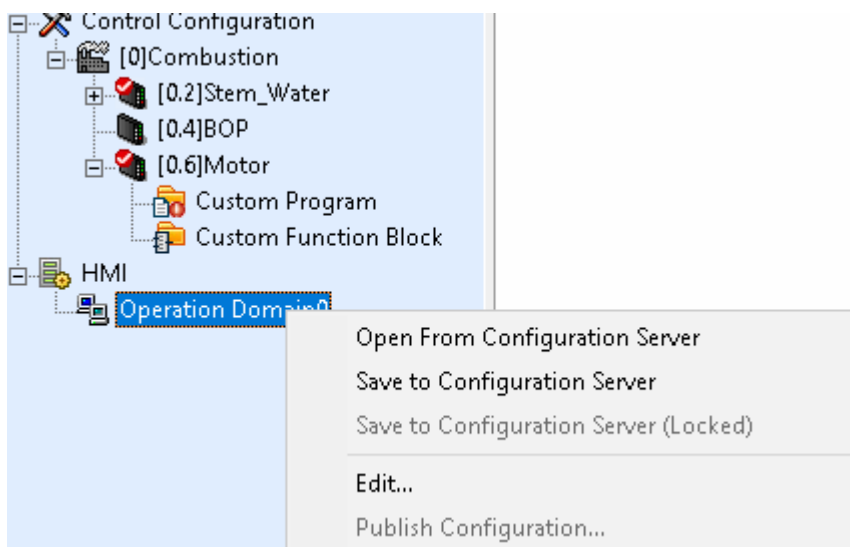 Control Configuration
[0]Combustion
[0.2]Stem_Water
[0.4]BOP
[0.6]Motor
Custom Program
Custom Function Block
HMI
Operation Domain0
Open From Configuration Server
Save to Configuration Server
Save to Configuration Server (Locked)
Edit...
Publish Configuration...